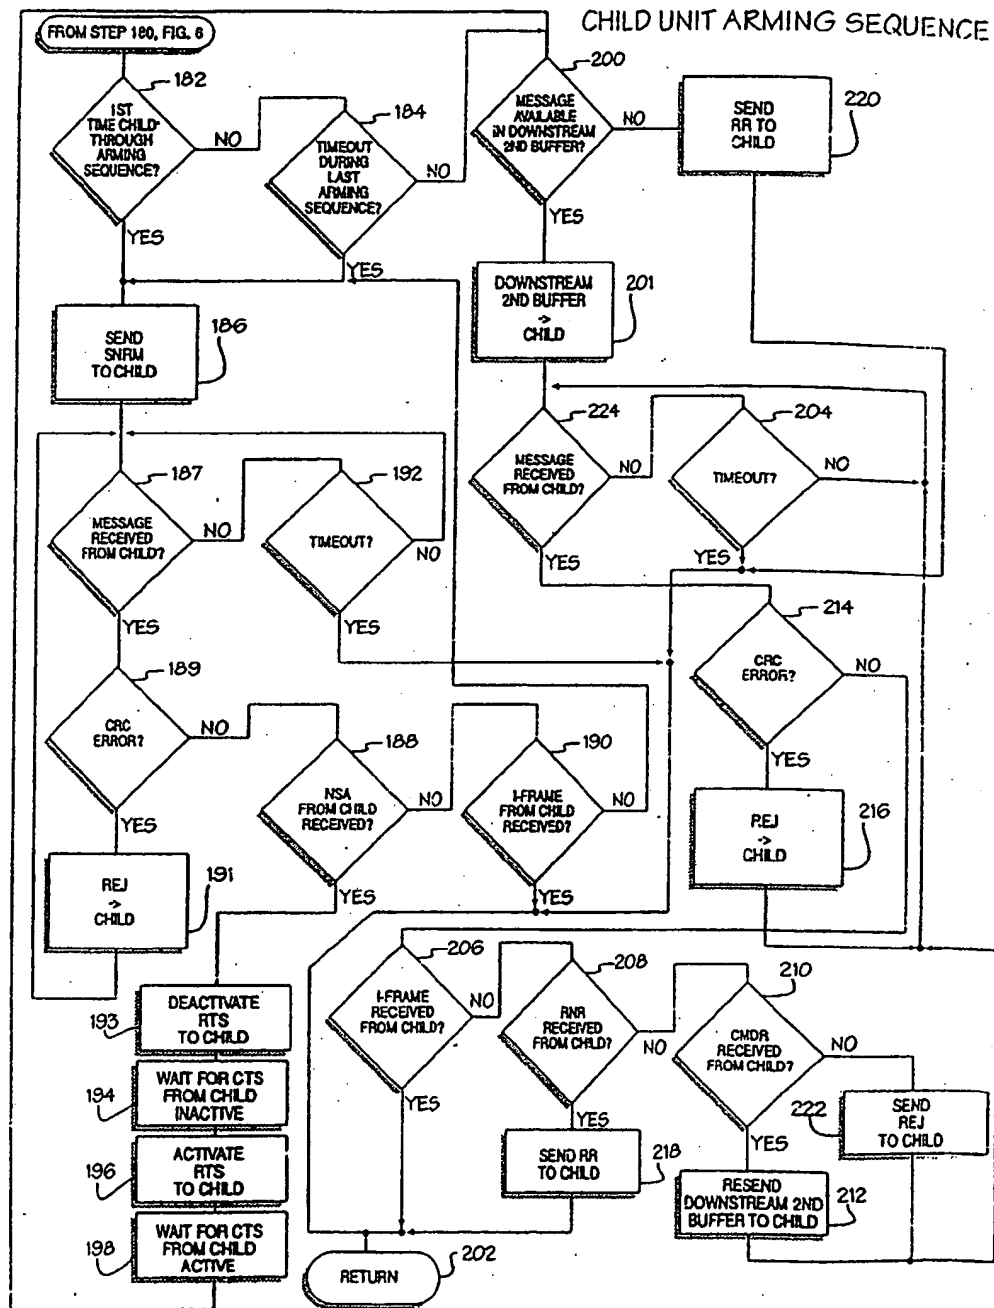 CHILD UNIT ARMING SEQUENCE
FROM STEP 180, FIG. 6
182
1ST
TIME CHILD
THROUGH
ARMING
SEQUENCE?
NO
YES
184
TIMEOUT
DURING
LAST
ARMING
SEQUENCE?
NO
YES
200
MESSAGE
AVAILABLE
IN DOWNSTREAM
2ND BUFFER?
NO
YES
SEND
RR TO
CHILD
220
DOWNSTREAM
2ND BUFFER
->
CHILD
201
SEND
SNRM
TO CHILD
186
187
MESSAGE
RECEIVED
FROM CHILD?
NO
YES
192
TIMEOUT?
NO
YES
224
MESSAGE
RECEIVED
FROM CHILD?
NO
YES
204
TIMEOUT?
NO
YES
189
CRC
ERROR?
NO
YES
188
NSA
FROM CHILD
RECEIVED?
NO
YES
190
I-FRAME
FROM CHILD
RECEIVED?
NO
YES
214
CRC
ERROR?
NO
YES
REJ
->
CHILD
216
REJ
->
CHILD
191
DEACTIVATE
RTS
TO CHILD
193
WAIT FOR CTS
FROM CHILD
INACTIVE
194
ACTIVATE
RTS
TO CHILD
196
WAIT FOR CTS
FROM CHILD
ACTIVE
198
206
I-FRAME
RECEIVED
FROM CHILD?
NO
YES
208
RNR
RECEIVED
FROM CHILD?
NO
YES
210
CMDR
RECEIVED
FROM CHILD?
NO
YES
SEND RR
TO CHILD
218
222
SEND
REJ
TO CHILD
RESEND
DOWNSTREAM 2ND
BUFFER TO CHILD
212
RETURN
202